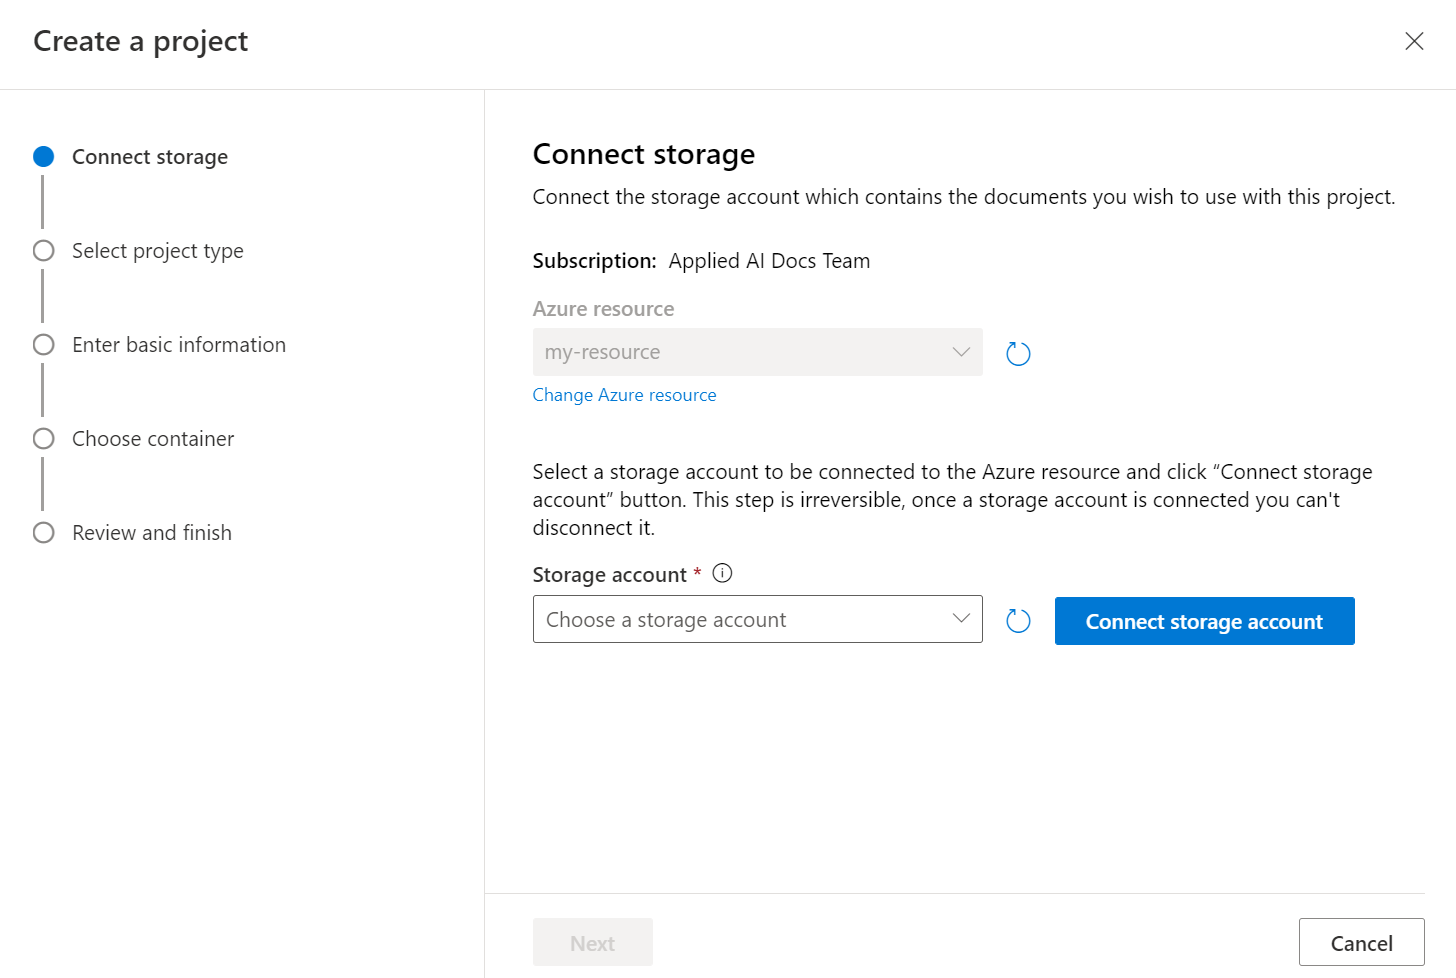 Create a project
Connect storage
Select project type
Enter basic information
Choose container
Review and finish
Connect storage
Connect the storage account which contains the documents you wish to use with this project.
Subscription: Applied AI Docs Team
Azure resource
my-resource
Change Azure resource
Select a storage account to be connected to the Azure resource and click “Connect storage
account” button. This step is irreversible, once a storage account is connected you can't
disconnect it.
Storage account *
Choose a storage account
Connect storage account
Next
Cancel